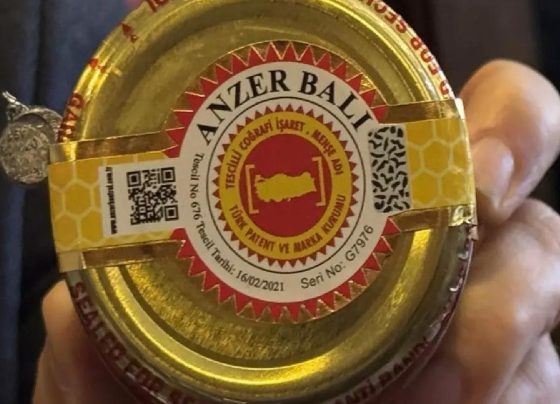 ANZER BALI
TESCİLLİ COĞRAFİ İŞARET - MENŞE ADI
TÜRK PATENT VE MARKA KURUMU
Tescil No 676 Tescil Tarihi: 16/02/2021
Seri No: G7976
SEALED FOR